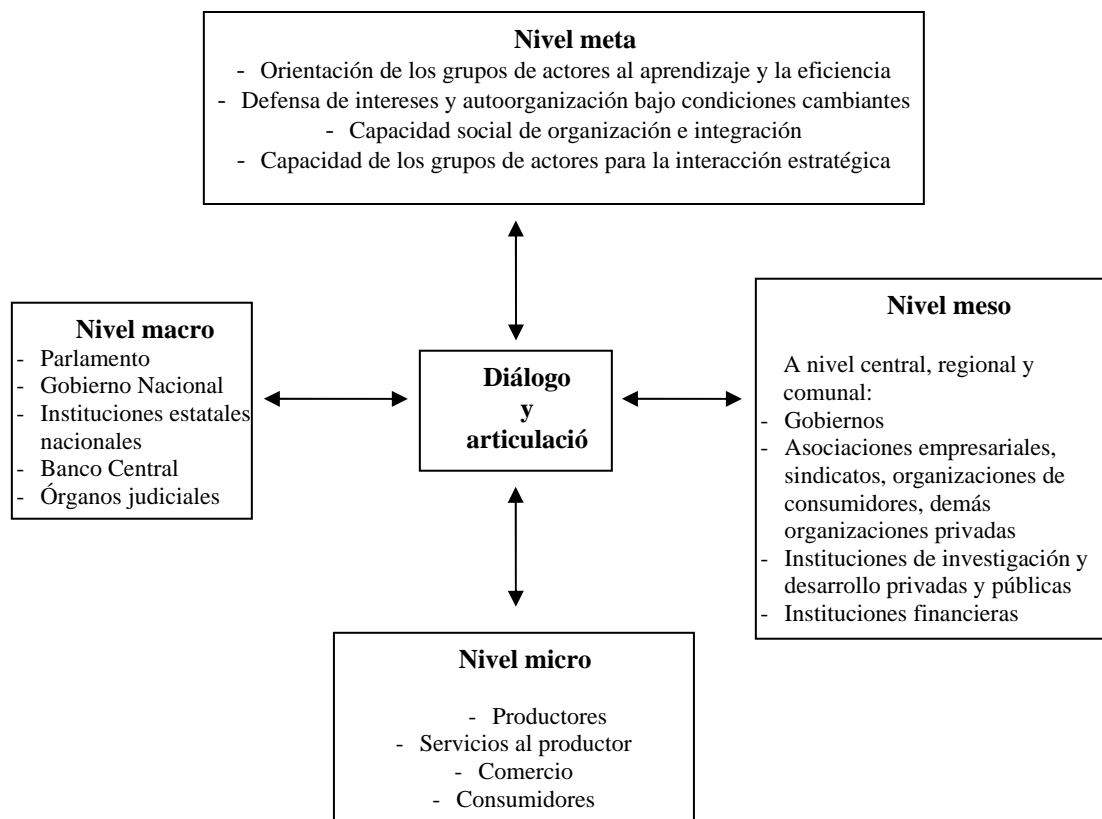 Nivel meta
- Orientación de los grupos de actores al aprendizaje y la eficiencia
- Defensa de intereses y autoorganización bajo condiciones cambiantes
- Capacidad social de organización e integración
- Capacidad de los grupos de actores para la interacción estratégica
Nivel macro
- Parlamento
- Gobierno Nacional
- Instituciones estatales
nacionales
- Banco Central
- Órganos judiciales
Diálogo
y
articulació
Nivel meso
A nivel central, regional y
comunal:
- Gobiernos
- Asociaciones empresariales,
sindicatos, organizaciones de
consumidores, demás
organizaciones privadas
- Instituciones de investigación y
desarrollo privadas y públicas
- Instituciones financieras
Nivel micro
- Productores
- Servicios al productor
- Comercio
- Consumidores